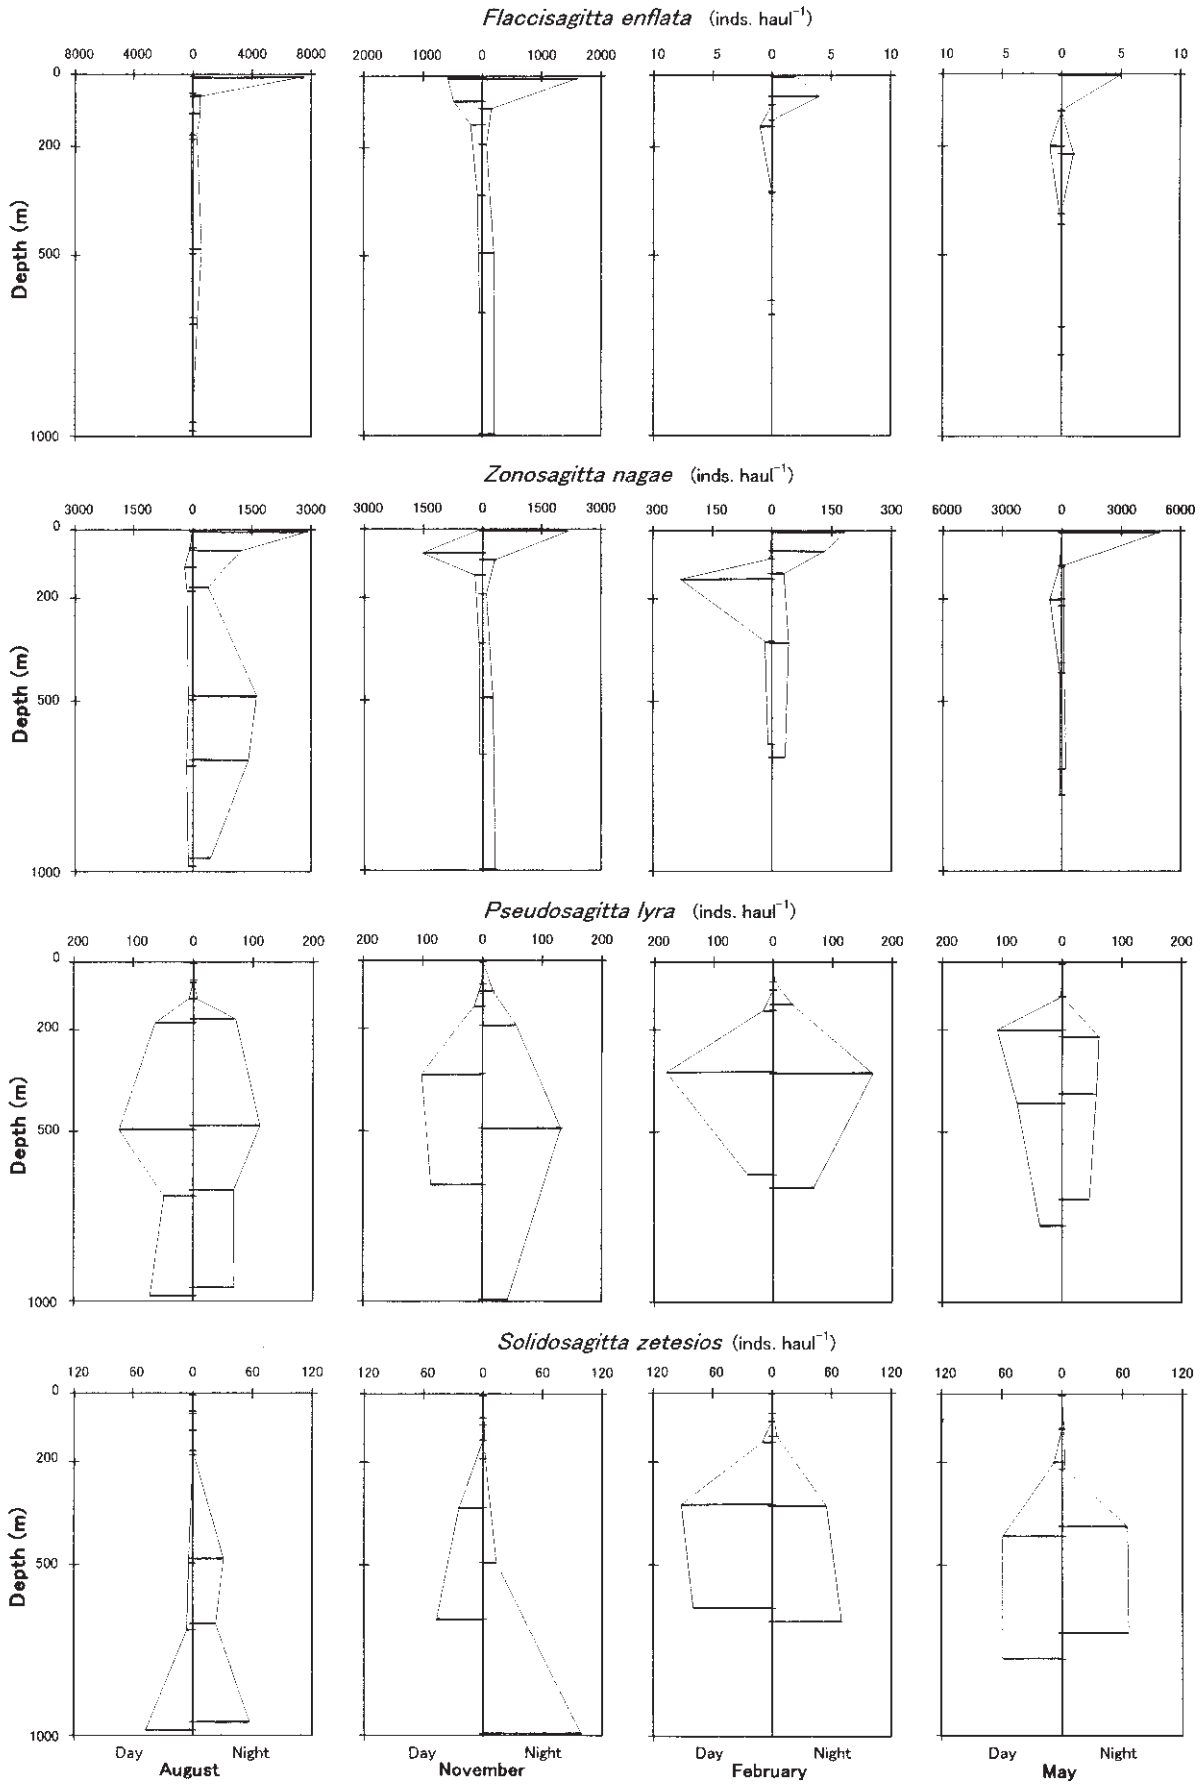 Flaccisagitta enflata (inds. haul⁻¹)
8000 4000 0 4000 8000 2000 1000 0 1000 2000 10 5 0 5 10 10 5 0 5 10
0
200
500
1000
Depth (m)
Zonosagitta nagae (inds. haul⁻¹)
3000 1500 0 1500 3000 3000 1500 0 1500 3000 300 150 0 150 300 6000 3000 0 3000 6000
0
200
500
1000
Depth (m)
Pseudosagitta lyra (inds. haul⁻¹)
200 100 0 100 200 200 100 0 100 200 200 100 0 100 200 200 100 0 100 200
0
200
500
1000
Depth (m)
Solidosagitta zetesios (inds. haul⁻¹)
120 60 0 60 120 120 60 0 60 120 120 60 0 60 120 120 60 0 60 120
0
200
500
1000
Depth (m)
Day Night Day Night Day Night Day Night
August November February May